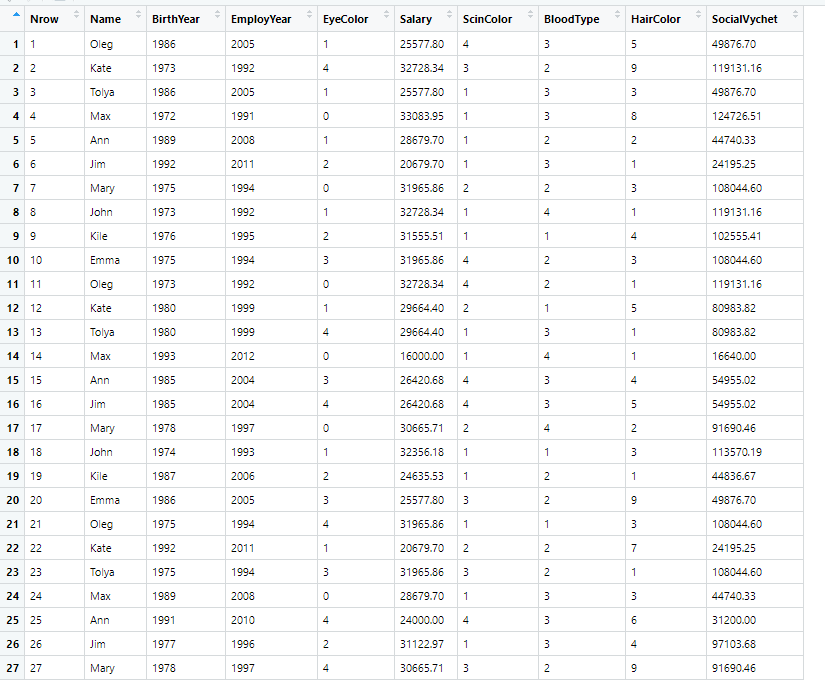 Nrow Name BirthYear EmployYear EyeColor Salary ScinColor BloodType HairColor SocialVychet
1 1 Oleg 1986 2005 1 25577.80 4 3 5 49876.70
2 2 Kate 1973 1992 4 32728.34 3 2 9 119131.16
3 3 Tolya 1986 2005 1 25577.80 1 3 3 49876.70
4 4 Max 1972 1991 0 33083.95 1 3 8 124726.51
5 5 Ann 1989 2008 1 28679.70 1 2 2 44740.33
6 6 Jim 1992 2011 2 20679.70 1 3 1 24195.25
7 7 Mary 1975 1994 0 31965.86 2 2 3 108044.60
8 8 John 1973 1992 1 32728.34 1 4 1 119131.16
9 9 Kile 1976 1995 2 31555.51 1 1 4 102555.41
10 10 Emma 1975 1994 3 31965.86 4 2 3 108044.60
11 11 Oleg 1973 1992 0 32728.34 4 2 1 119131.16
12 12 Kate 1980 1999 1 29664.40 2 1 5 80983.82
13 13 Tolya 1980 1999 4 29664.40 1 3 1 80983.82
14 14 Max 1993 2012 0 16000.00 1 4 1 16640.00
15 15 Ann 1985 2004 3 26420.68 4 3 4 54955.02
16 16 Jim 1985 2004 4 26420.68 4 3 5 54955.02
17 17 Mary 1978 1997 0 30665.71 2 4 2 91690.46
18 18 John 1974 1993 1 32356.18 1 1 3 113570.19
19 19 Kile 1987 2006 2 24635.53 1 2 1 44836.67
20 20 Emma 1986 2005 3 25577.80 3 2 9 49876.70
21 21 Oleg 1975 1994 4 31965.86 1 1 3 108044.60
22 22 Kate 1992 2011 1 20679.70 2 2 7 24195.25
23 23 Tolya 1975 1994 3 31965.86 3 2 1 108044.60
24 24 Max 1989 2008 0 28679.70 1 3 3 44740.33
25 25 Ann 1991 2010 4 24000.00 4 3 6 31200.00
26 26 Jim 1977 1996 2 31122.97 1 3 4 97103.68
27 27 Mary 1978 1997 4 30665.71 3 2 9 91690.46